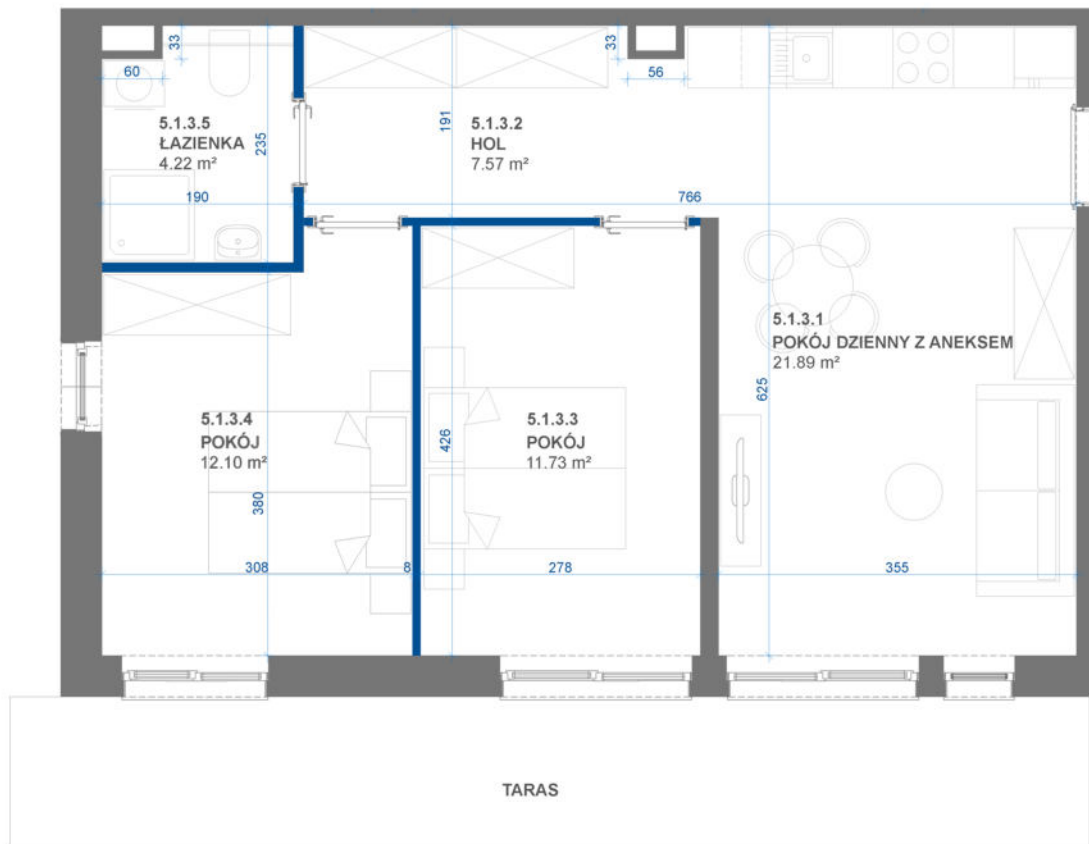 33
60
5.1.3.5
ŁAZIENKA
4.22 m²
235
190
191
5.1.3.2
HOL
7.57 m²
33
56
766
5.1.3.1
POKÓJ DZIENNY Z ANEKSEM
21.89 m²
625
5.1.3.4
POKÓJ
12.10 m²
380
308
8
5.1.3.3
POKÓJ
11.73 m²
426
278
355
TARAS